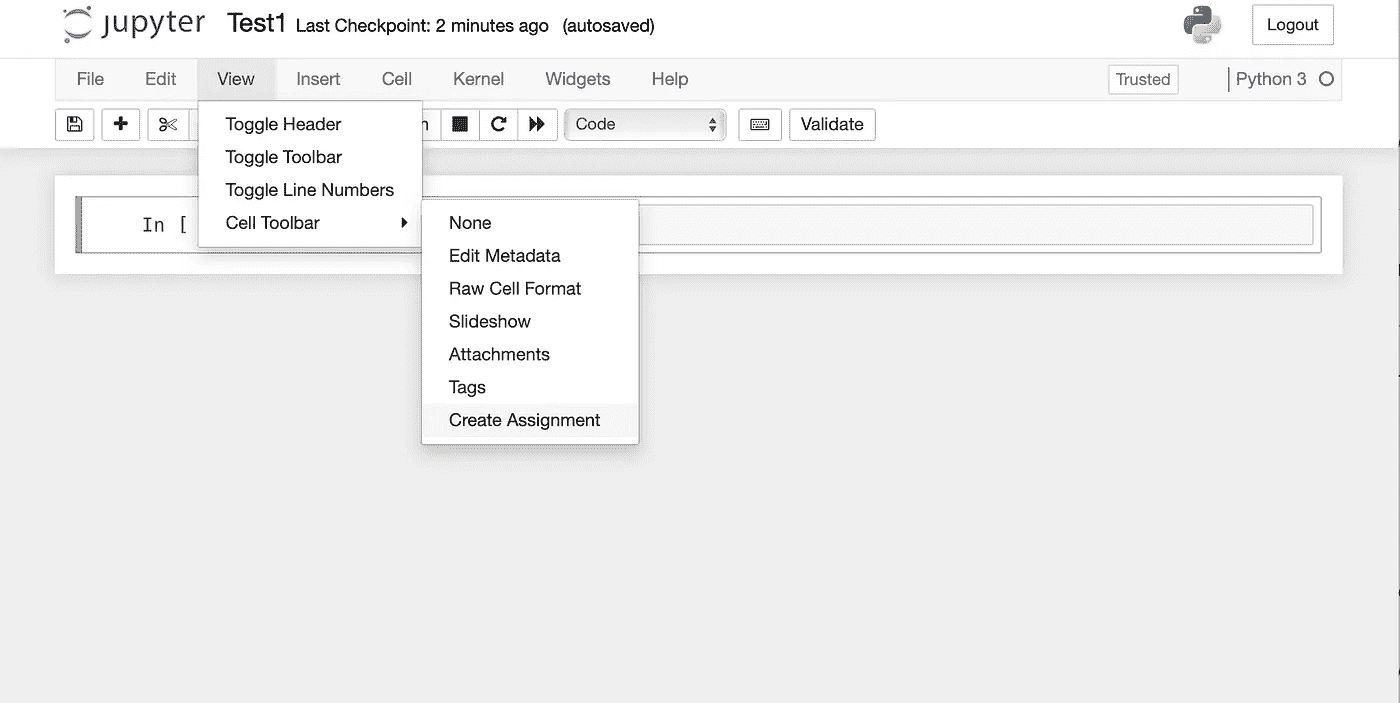 jupyter Test1 Last Checkpoint: 2 minutes ago (autosaved) Logout
File Edit View Insert Cell Kernel Widgets Help Trusted Python 3
Code Validate
Toggle Header
Toggle Toolbar
Toggle Line Numbers
Cell Toolbar
In [
None
Edit Metadata
Raw Cell Format
Slideshow
Attachments
Tags
Create Assignment